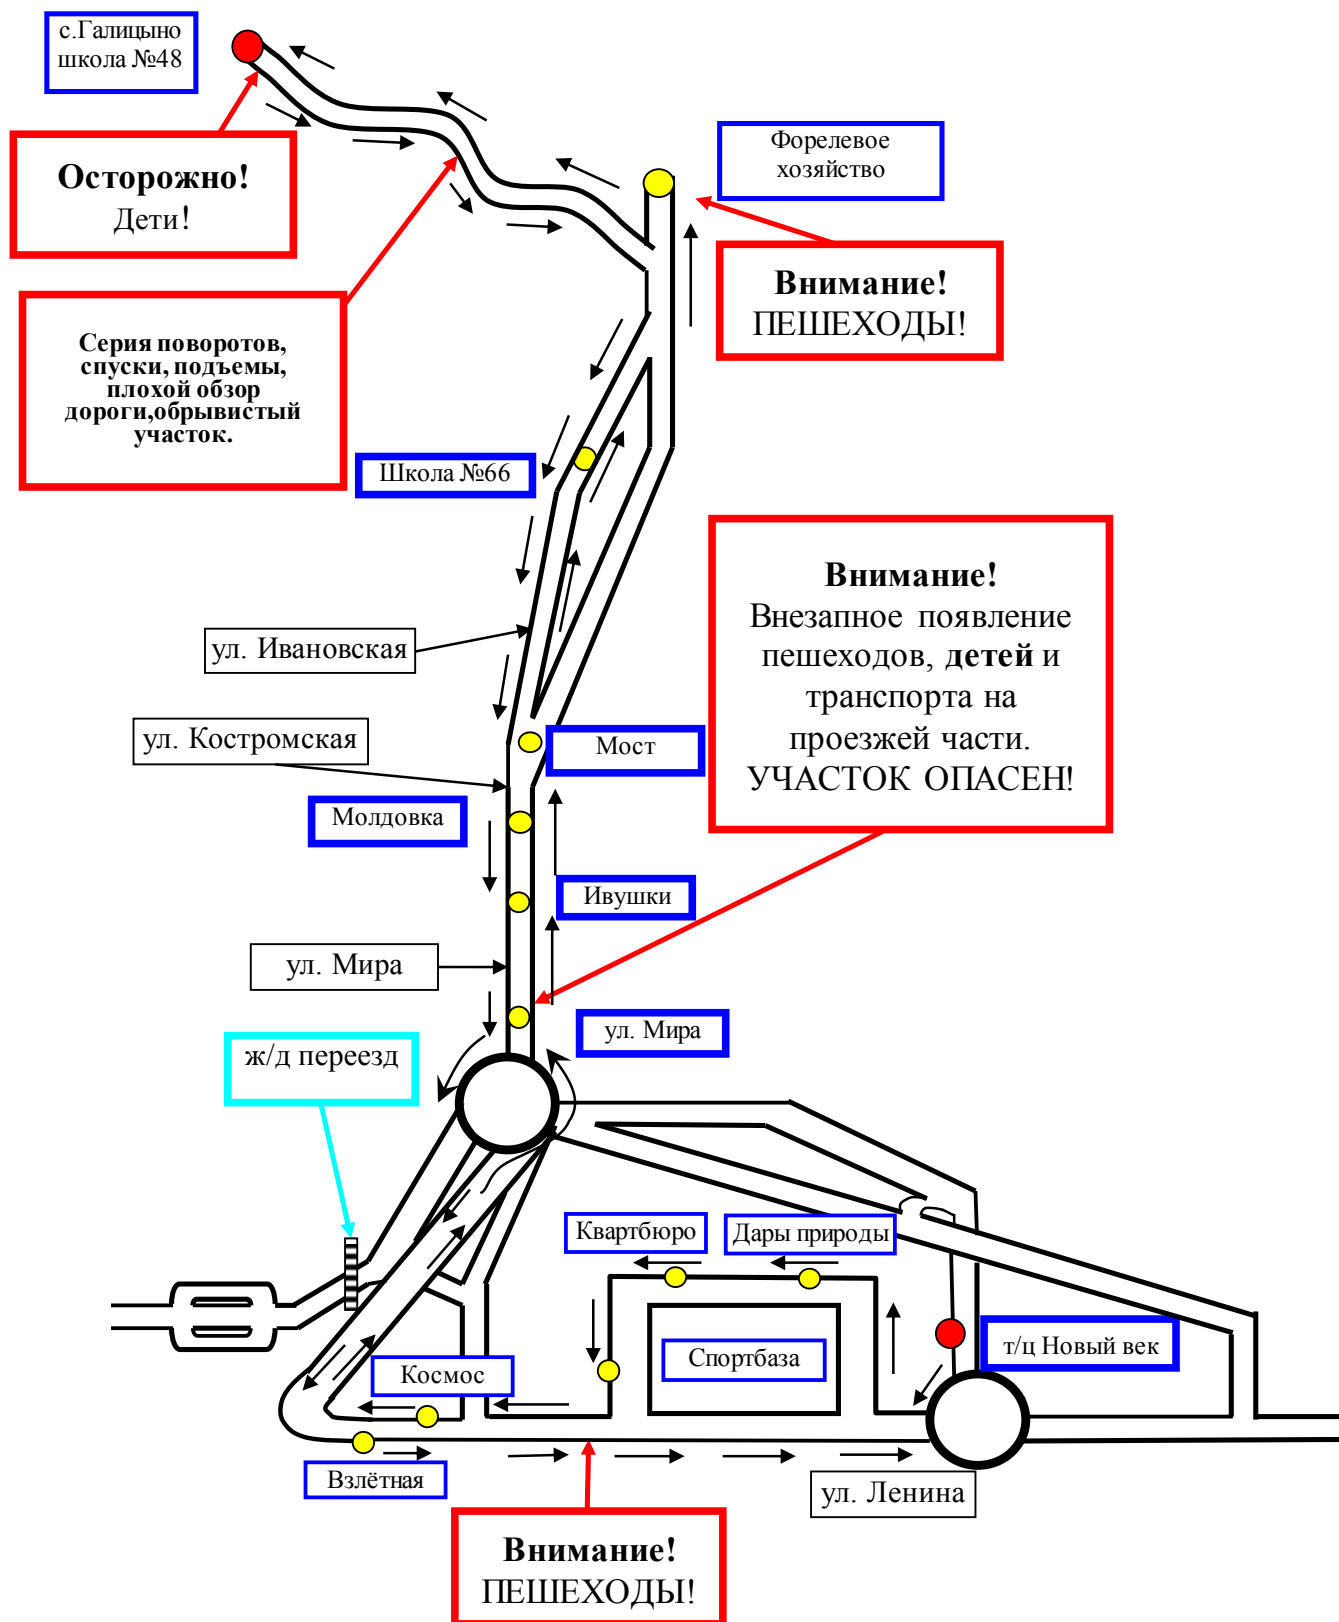 с.Галицыно
школа №48
Форелевое
хозяйство
Осторожно!
Дети!
Внимание!
ПЕШЕХОДЫ!
Серия поворотов,
спуски, подъемы,
плохой обзор
дороги,обрывистый
участок.
Школа №66
Внимание!
Внезапное появление
пешеходов, детей и
транспорта на
проезжей части.
УЧАСТОК ОПАСЕН!
ул. Ивановская
ул. Костромская
Мост
Молдовка
Ивушки
ул. Мира
ул. Мира
ж/д переезд
Квартбюро
Дары природы
т/ц Новый век
Спортбаза
Космос
Взлётная
ул. Ленина
Внимание!
ПЕШЕХОДЫ!